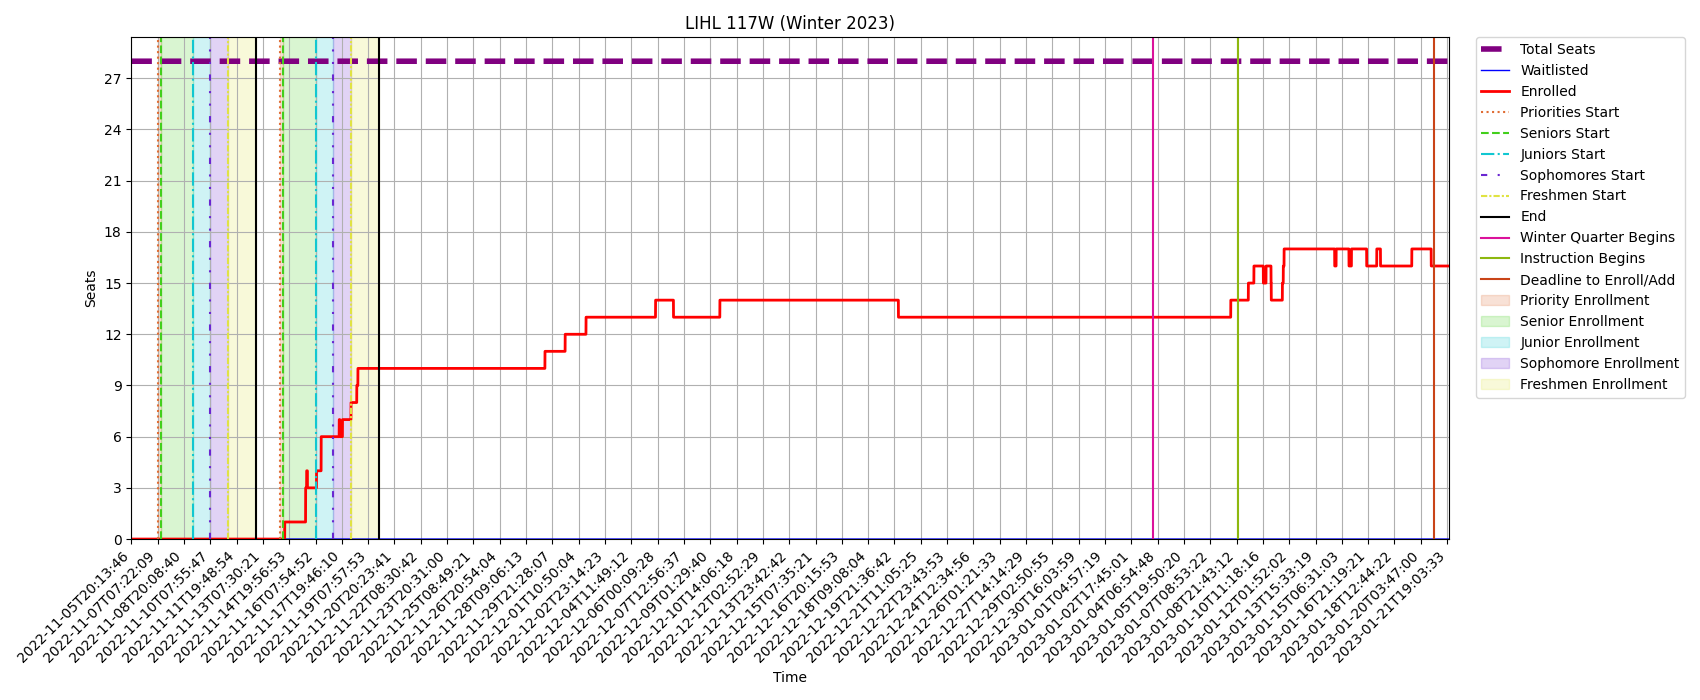 LIHL 117W (Winter 2023)
Seats
27
24
21
18
15
12
9
6
3
0
2022-11-05T20:13:46
2022-11-07T07:22:09
2022-11-08T20:08:40
2022-11-10T07:55:47
2022-11-11T19:48:54
2022-11-13T07:30:21
2022-11-14T19:56:53
2022-11-16T07:54:52
2022-11-17T19:46:10
2022-11-19T07:57:53
2022-11-20T20:23:41
2022-11-22T08:30:42
2022-11-23T20:31:00
2022-11-25T08:49:21
2022-11-26T20:54:04
2022-11-28T09:06:13
2022-11-29T21:28:07
2022-12-01T10:50:04
2022-12-02T23:14:23
2022-12-04T11:49:12
2022-12-06T00:09:28
2022-12-07T12:56:37
2022-12-09T01:29:40
2022-12-10T14:06:19
2022-12-12T02:52:29
2022-12-13T23:42:42
2022-12-15T07:35:21
2022-12-16T20:15:53
2022-12-18T09:08:04
2022-12-19T21:36:42
2022-12-21T11:05:25
2022-12-22T23:43:53
2022-12-24T12:34:56
2022-12-26T01:21:33
2022-12-27T14:14:29
2022-12-29T02:50:55
2022-12-30T16:03:59
2023-01-01T04:57:19
2023-01-02T17:45:01
2023-01-04T06:54:48
2023-01-05T19:50:20
2023-01-07T08:53:22
2023-01-08T21:43:12
2023-01-10T11:18:16
2023-01-12T01:52:02
2023-01-13T15:33:19
2023-01-15T06:31:03
2023-01-16T21:19:21
2023-01-18T12:44:22
2023-01-20T03:47:00
2023-01-21T19:03:33
Time
Total Seats
Waitlisted
Enrolled
Priorities Start
Seniors Start
Juniors Start
Sophomores Start
Freshmen Start
End
Winter Quarter Begins
Instruction Begins
Deadline to Enroll/Add
Priority Enrollment
Senior Enrollment
Junior Enrollment
Sophomore Enrollment
Freshmen Enrollment